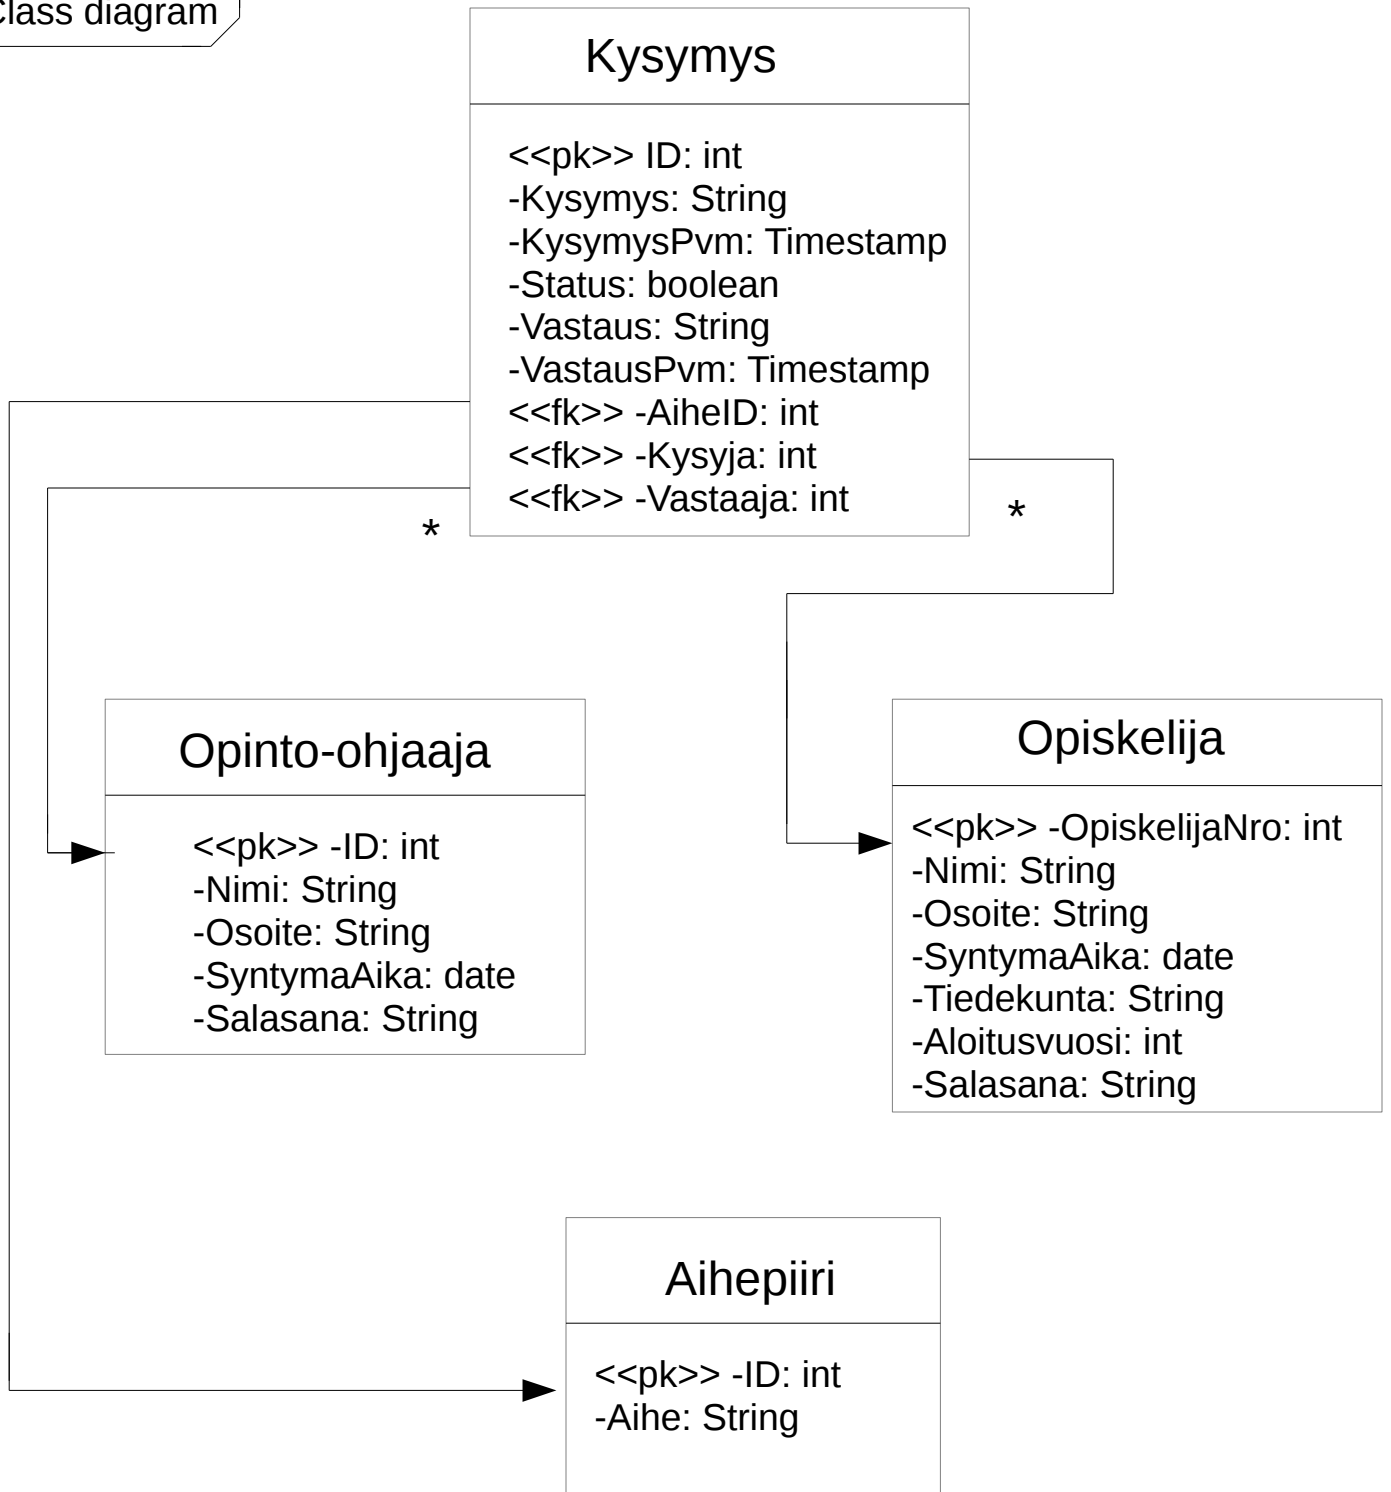 Class diagram
Kysymys
<<pk>> ID: int
-Kysymys: String
-KysymysPvm: Timestamp
-Status: boolean
-Vastaus: String
-VastausPvm: Timestamp
<<fk>> -AiheID: int
<<fk>> -Kysyja: int
<<fk>> -Vastaaja: int
*
*
Opinto-ohjaaja
<<pk>> -ID: int
-Nimi: String
-Osoite: String
-SyntymaAika: date
-Salasana: String
Opiskelija
<<pk>> -OpiskelijaNro: int
-Nimi: String
-Osoite: String
-SyntymaAika: date
-Tiedekunta: String
-Aloitusvuosi: int
-Salasana: String
Aihepiiri
<<pk>> -ID: int
-Aihe: String